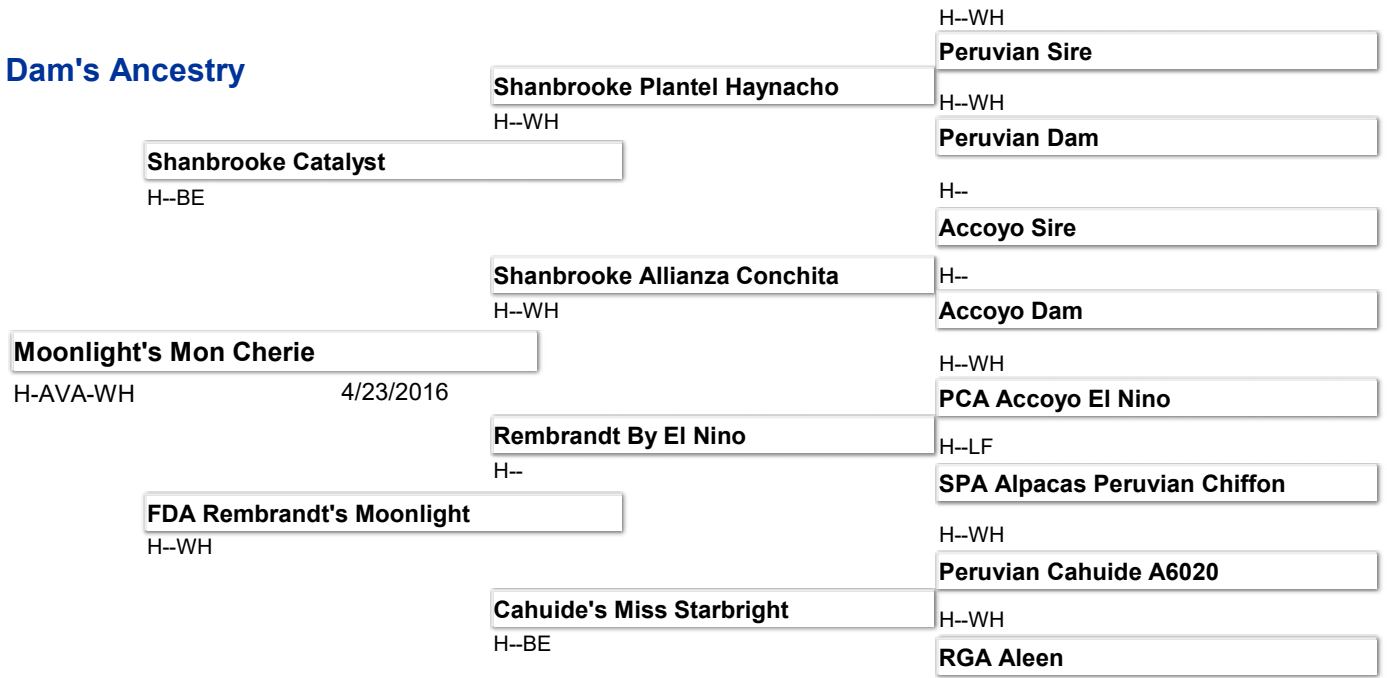 Dam's Ancestry
H--WH
Peruvian Sire
Shanbrooke Plantel Haynacho
H--WH
H--WH
Peruvian Dam
Shanbrooke Catalyst
H--BE
H--
Accoyo Sire
Shanbrooke Allianza Conchita
H--WH
H--
Accoyo Dam
Moonlight's Mon Cherie
H-AVA-WH 4/23/2016
H--WH
PCA Accoyo El Nino
Rembrandt By El Nino
H--
H--LF
SPA Alpacas Peruvian Chiffon
FDA Rembrandt's Moonlight
H--WH
H--WH
Peruvian Cahuide A6020
Cahuide's Miss Starbright
H--BE
H--WH
RGA Aleen